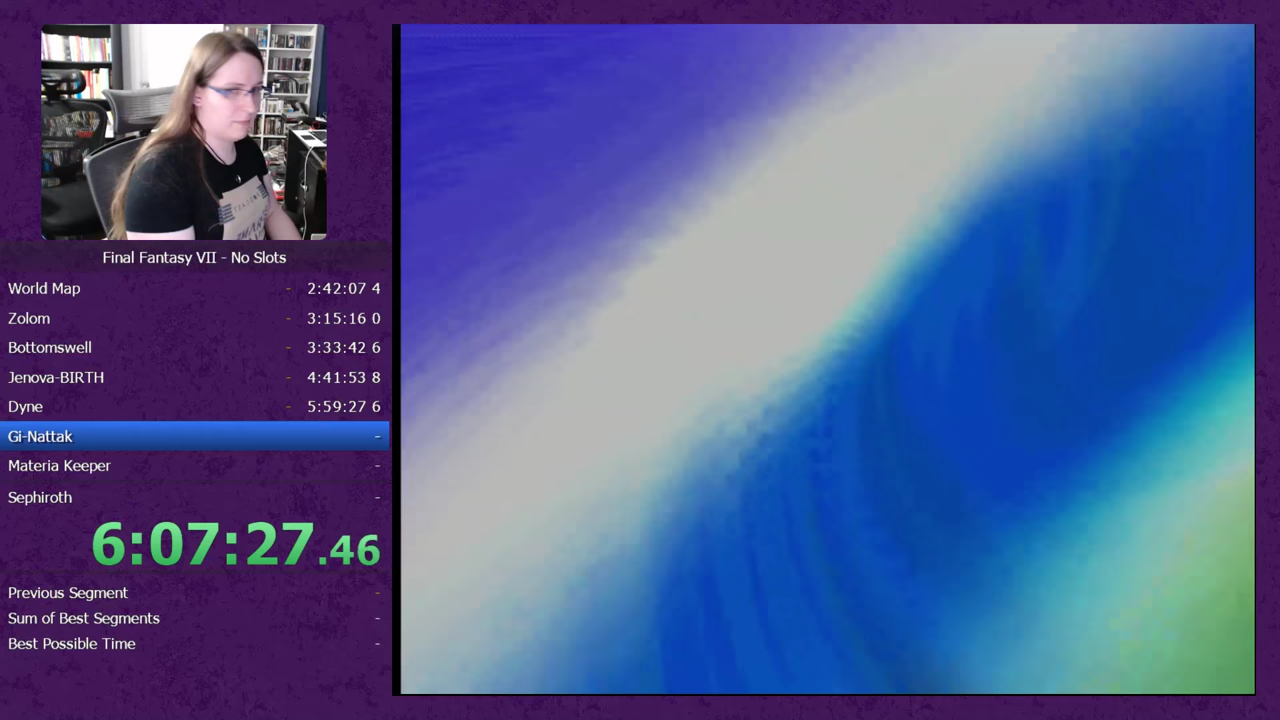 Final Fantasy VII - No Slots
World Map - 2:42:07 4
Zolom - 3:15:16 0
Bottomswell - 3:33:42 6
Jenova-BIRTH - 4:41:53 8
Dyne - 5:59:27 6
Gi-Nattak -
Materia Keeper -
Sephiroth -
6:07:27.46
Previous Segment -
Sum of Best Segments -
Best Possible Time -